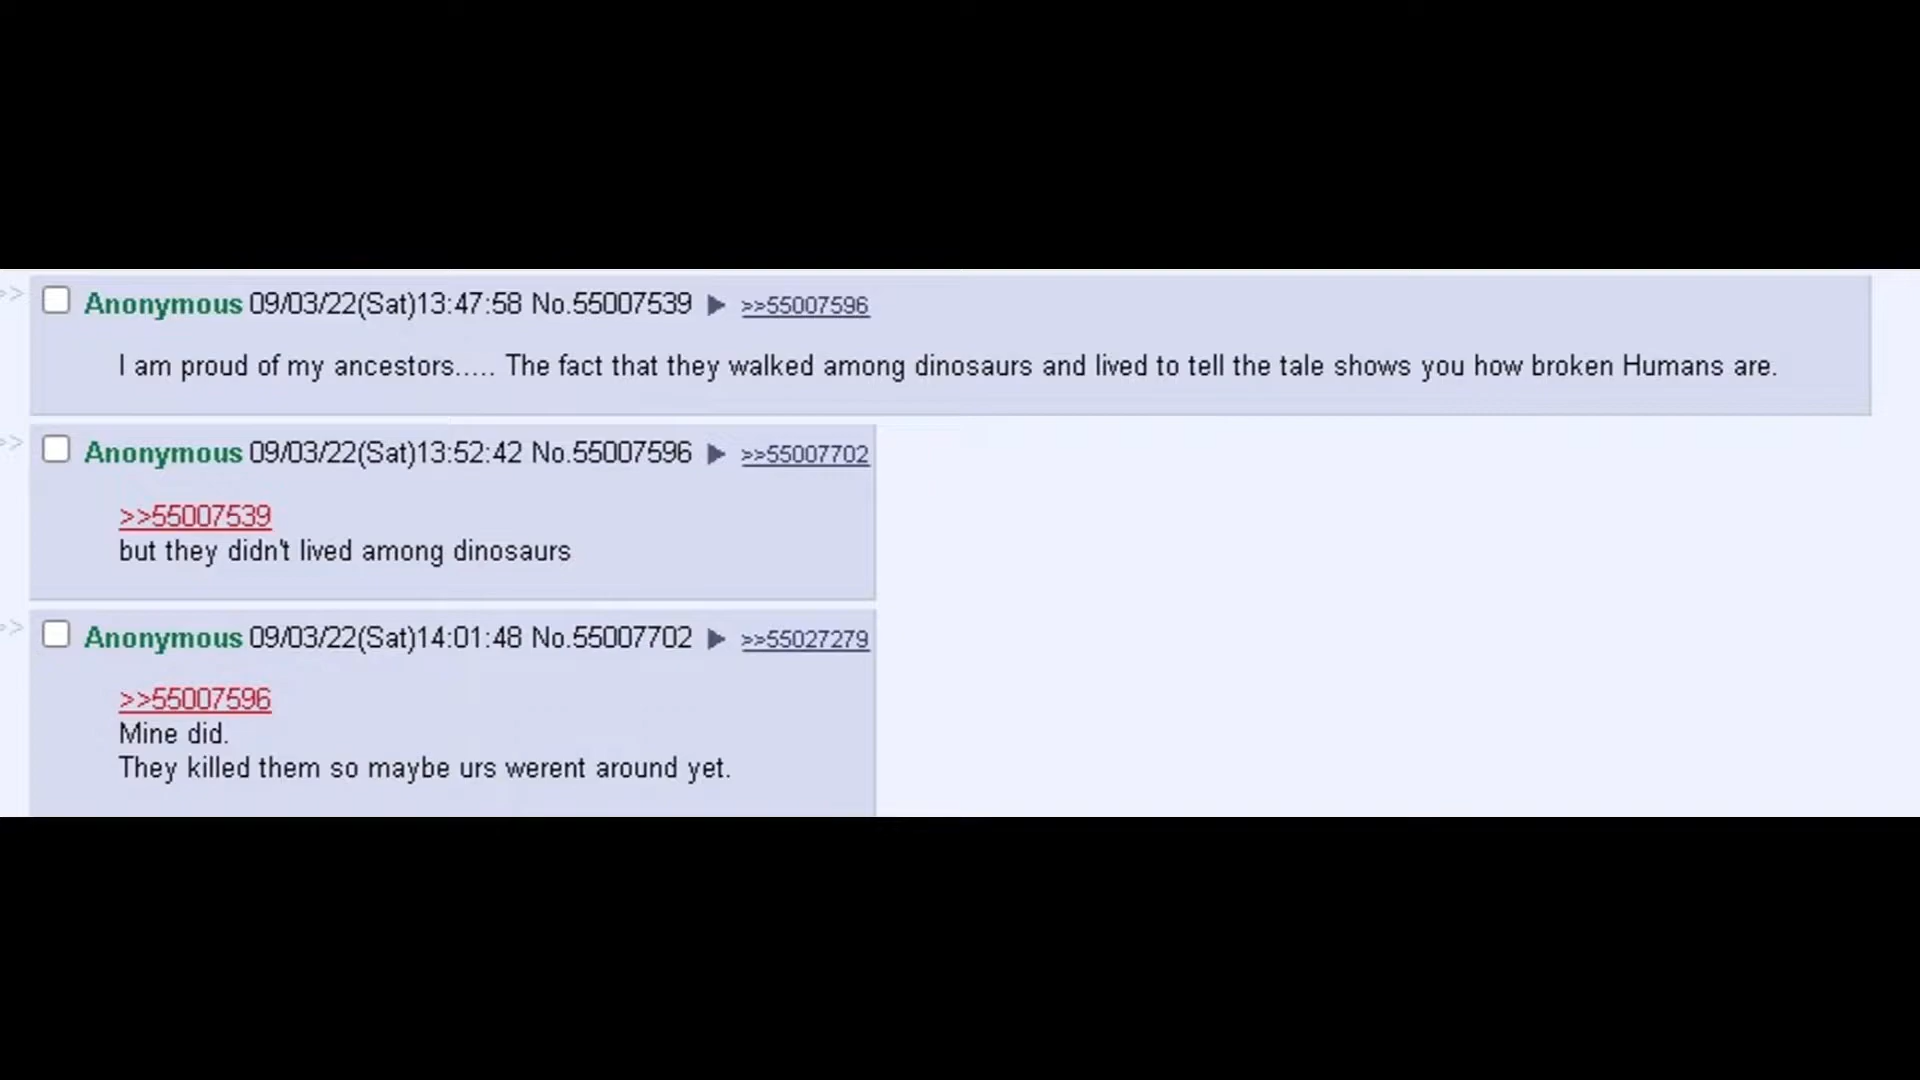 Anonymous 09/03/22(Sat)13:47:58 No.55007539 ▶ >>55007596
I am proud of my ancestors..... The fact that they walked among dinosaurs and lived to tell the tale shows you how broken Humans are.
Anonymous 09/03/22(Sat)13:52:42 No.55007596 ▶ >>55007702
>>55007539
but they didn't lived among dinosaurs
Anonymous 09/03/22(Sat)14:01:48 No.55007702 ▶ >>55027279
>>55007596
Mine did.
They killed them so maybe urs werent around yet.